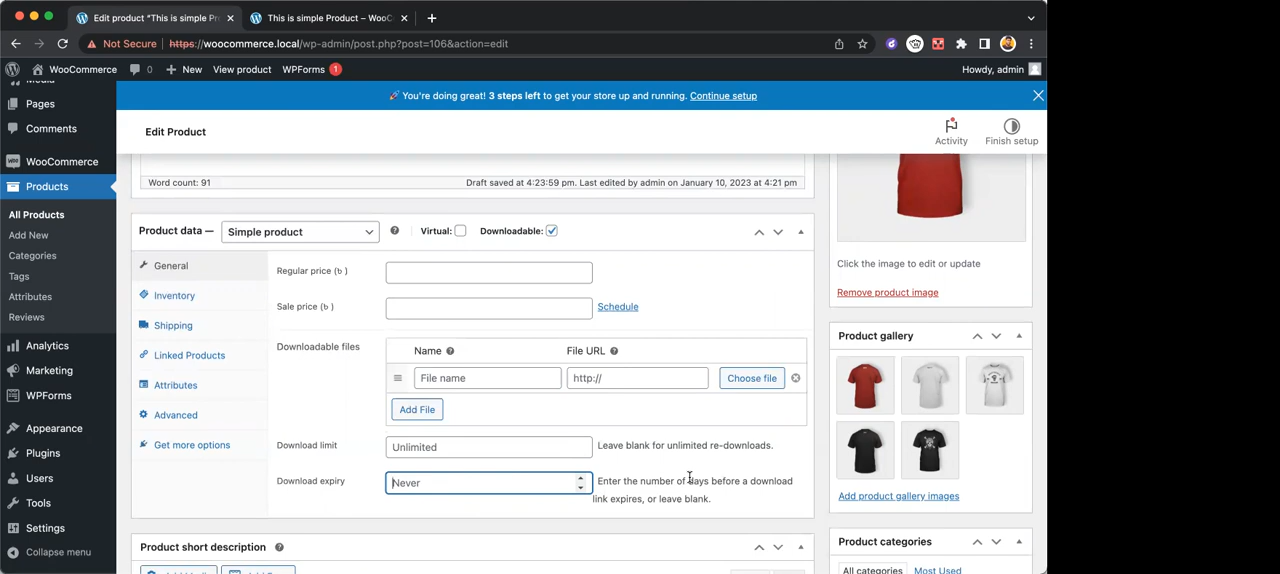 Edit product "This is simple Pr
This is simple Product – WooC
Not Secure
https://woocommerce.local/wp-admin/post.php?post=106&action=edit
WooCommerce
0
New
View product
WPForms 1
Howdy, admin
Media
Pages
Comments
WooCommerce
Products
All Products
Add New
Categories
Tags
Attributes
Reviews
Analytics
Marketing
WPForms
Appearance
Plugins
Users
Tools
Settings
Collapse menu
🚀 You're doing great! 3 steps left to get your store up and running. Continue setup
Edit Product
Activity
Finish setup
Word count: 91
Draft saved at 4:23:59 pm. Last edited by admin on January 10, 2023 at 4:21 pm
Product data —
Simple product
Virtual:
Downloadable:
General
Inventory
Shipping
Linked Products
Attributes
Advanced
Get more options
Regular price (৳ )
Sale price (৳ )
Schedule
Downloadable files
Name
File URL
File name
http://
Choose file
Add File
Download limit
Unlimited
Leave blank for unlimited re-downloads.
Download expiry
Never
Enter the number of days before a download
link expires, or leave blank.
Product short description
Click the image to edit or update
Remove product image
Product gallery
Add product gallery images
Product categories
All categories
Most Used